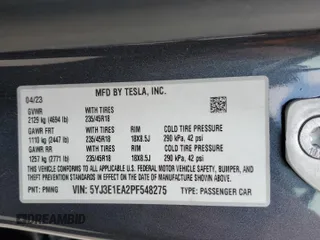 MFD BY TESLA, INC.
04/23
GVWR WITH TIRES
2129 kg (4694 lb) 235/45R18
GAWR FRT WITH TIRES RIM COLD TIRE PRESSURE
1110 kg (2447 lb) 235/45R18 18X8.5J 290 kPa, 42 psi
GAWR RR WITH TIRES RIM COLD TIRE PRESSURE
1257 kg (2771 lb) 235/45R18 18X8.5J 290 kPa, 42 psi
THIS VEHICLE CONFORMS TO ALL APPLICABLE U.S. FEDERAL MOTOR VEHICLE SAFETY, BUMPER,
AND THEFT PREVENTION STANDARDS IN EFFECT ON THE DATE OF MANUFACTURE SHOWN ABOVE.
VIN: 5YJ3E1EA2PF548275
PNT: PMNG TYPE: PASSENGER CAR
DREAMBID